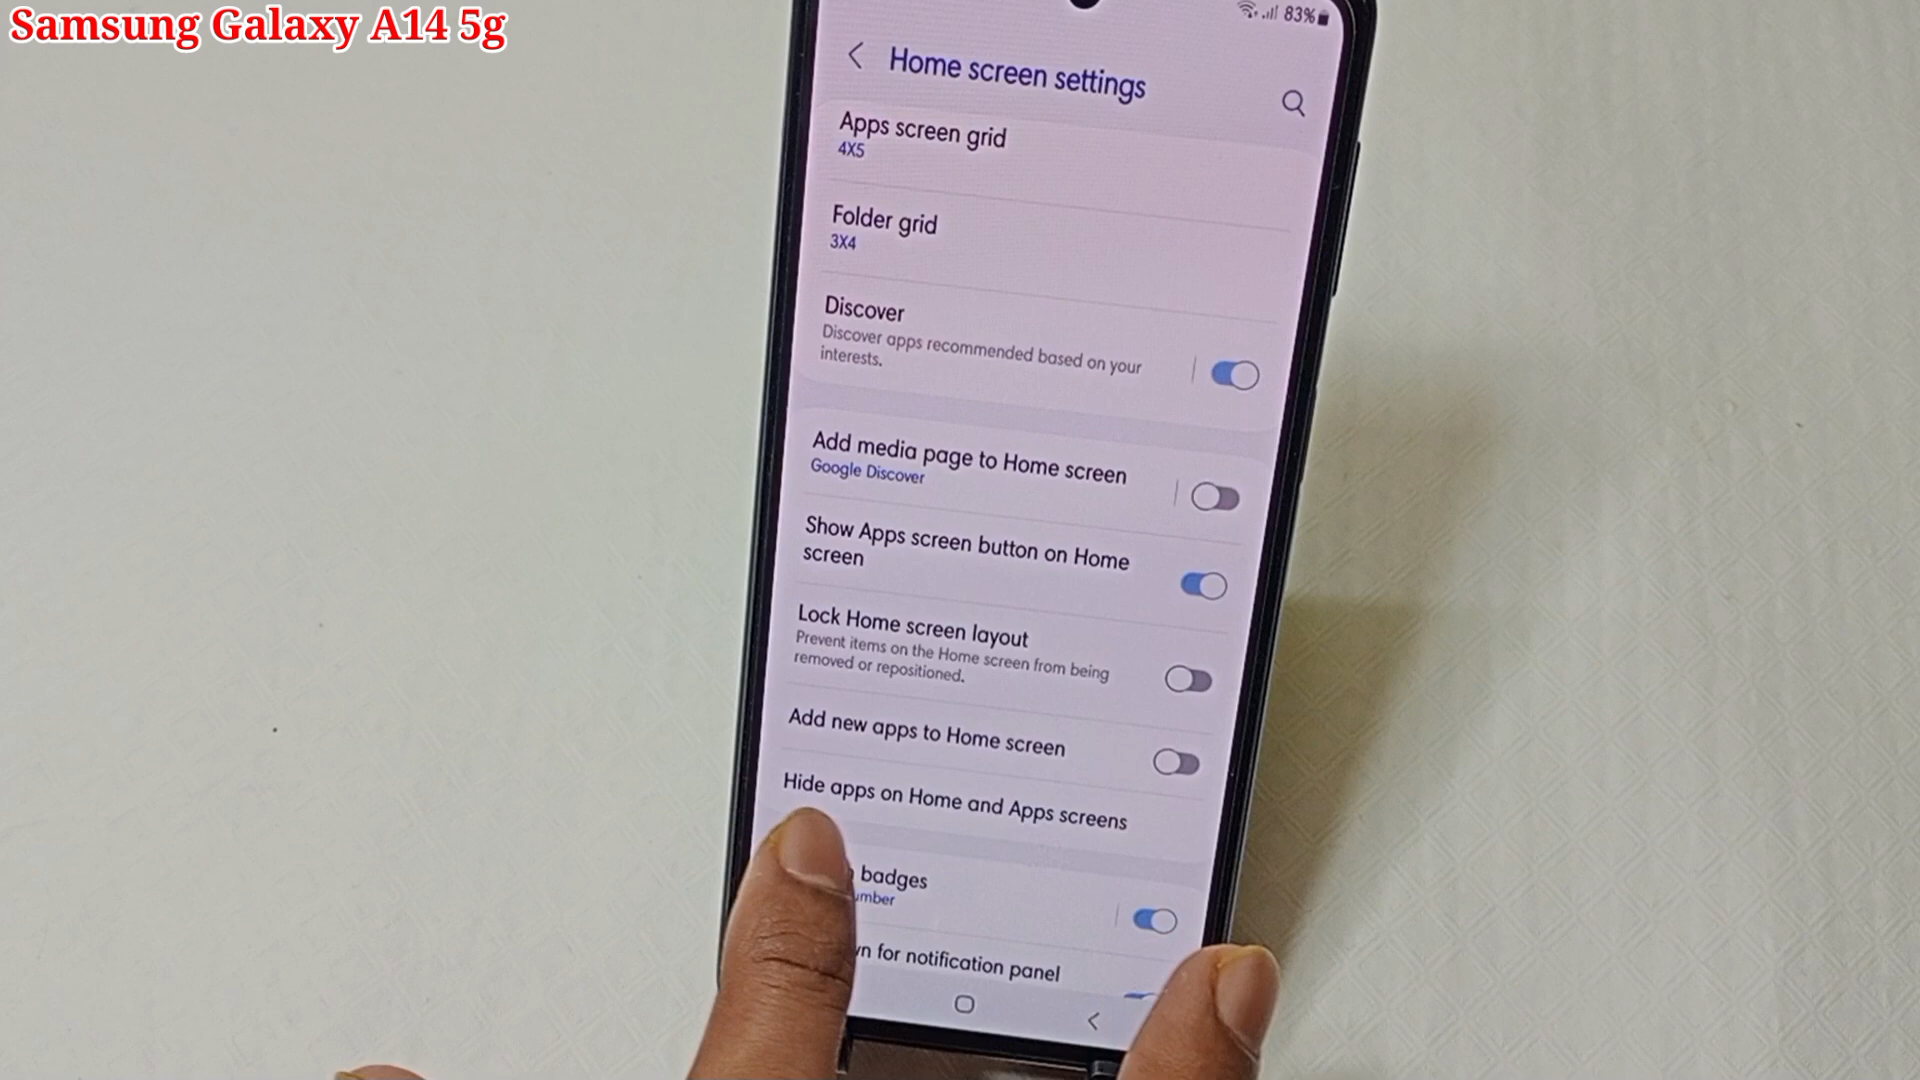 Samsung Galaxy A14 5g
83%
Home screen settings
Apps screen grid
4X5
Folder grid
3X4
Discover
Discover apps recommended based on your
interests.
Add media page to Home screen
Google Discover
Show Apps screen button on Home
screen
Lock Home screen layout
Prevent items on the Home screen from being
removed or repositioned.
Add new apps to Home screen
Hide apps on Home and Apps screens
badges
for notification panel